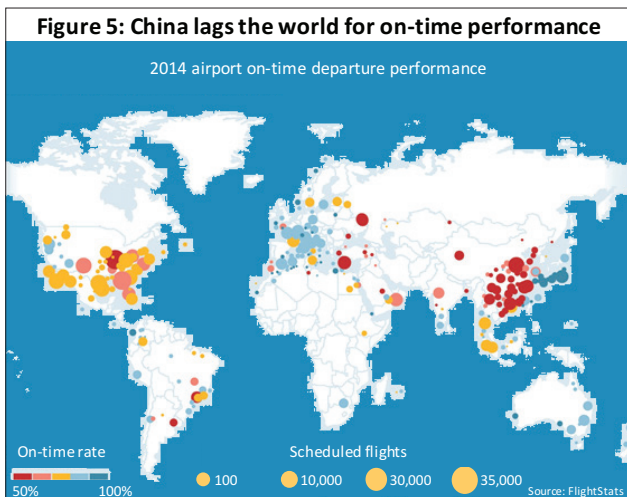 Figure 5: China lags the world for on-time performance
2014 airport on-time departure performance
On-time rate
50% 100%
Scheduled flights
100 10,000 30,000 35,000
Source: FlightStats